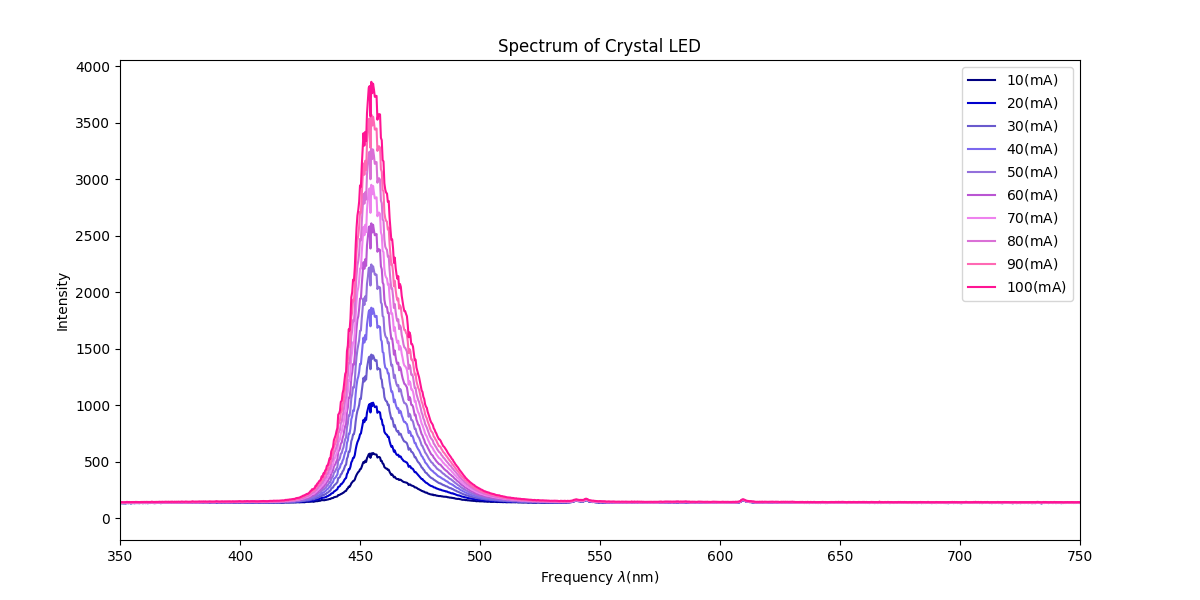 Spectrum of Crystal LED
4000
3500
3000
2500
2000
1500
1000
500
0
Intensity
350 400 450 500 550 600 650 700 750
Frequency λ(nm)
10(mA)
20(mA)
30(mA)
40(mA)
50(mA)
60(mA)
70(mA)
80(mA)
90(mA)
100(mA)